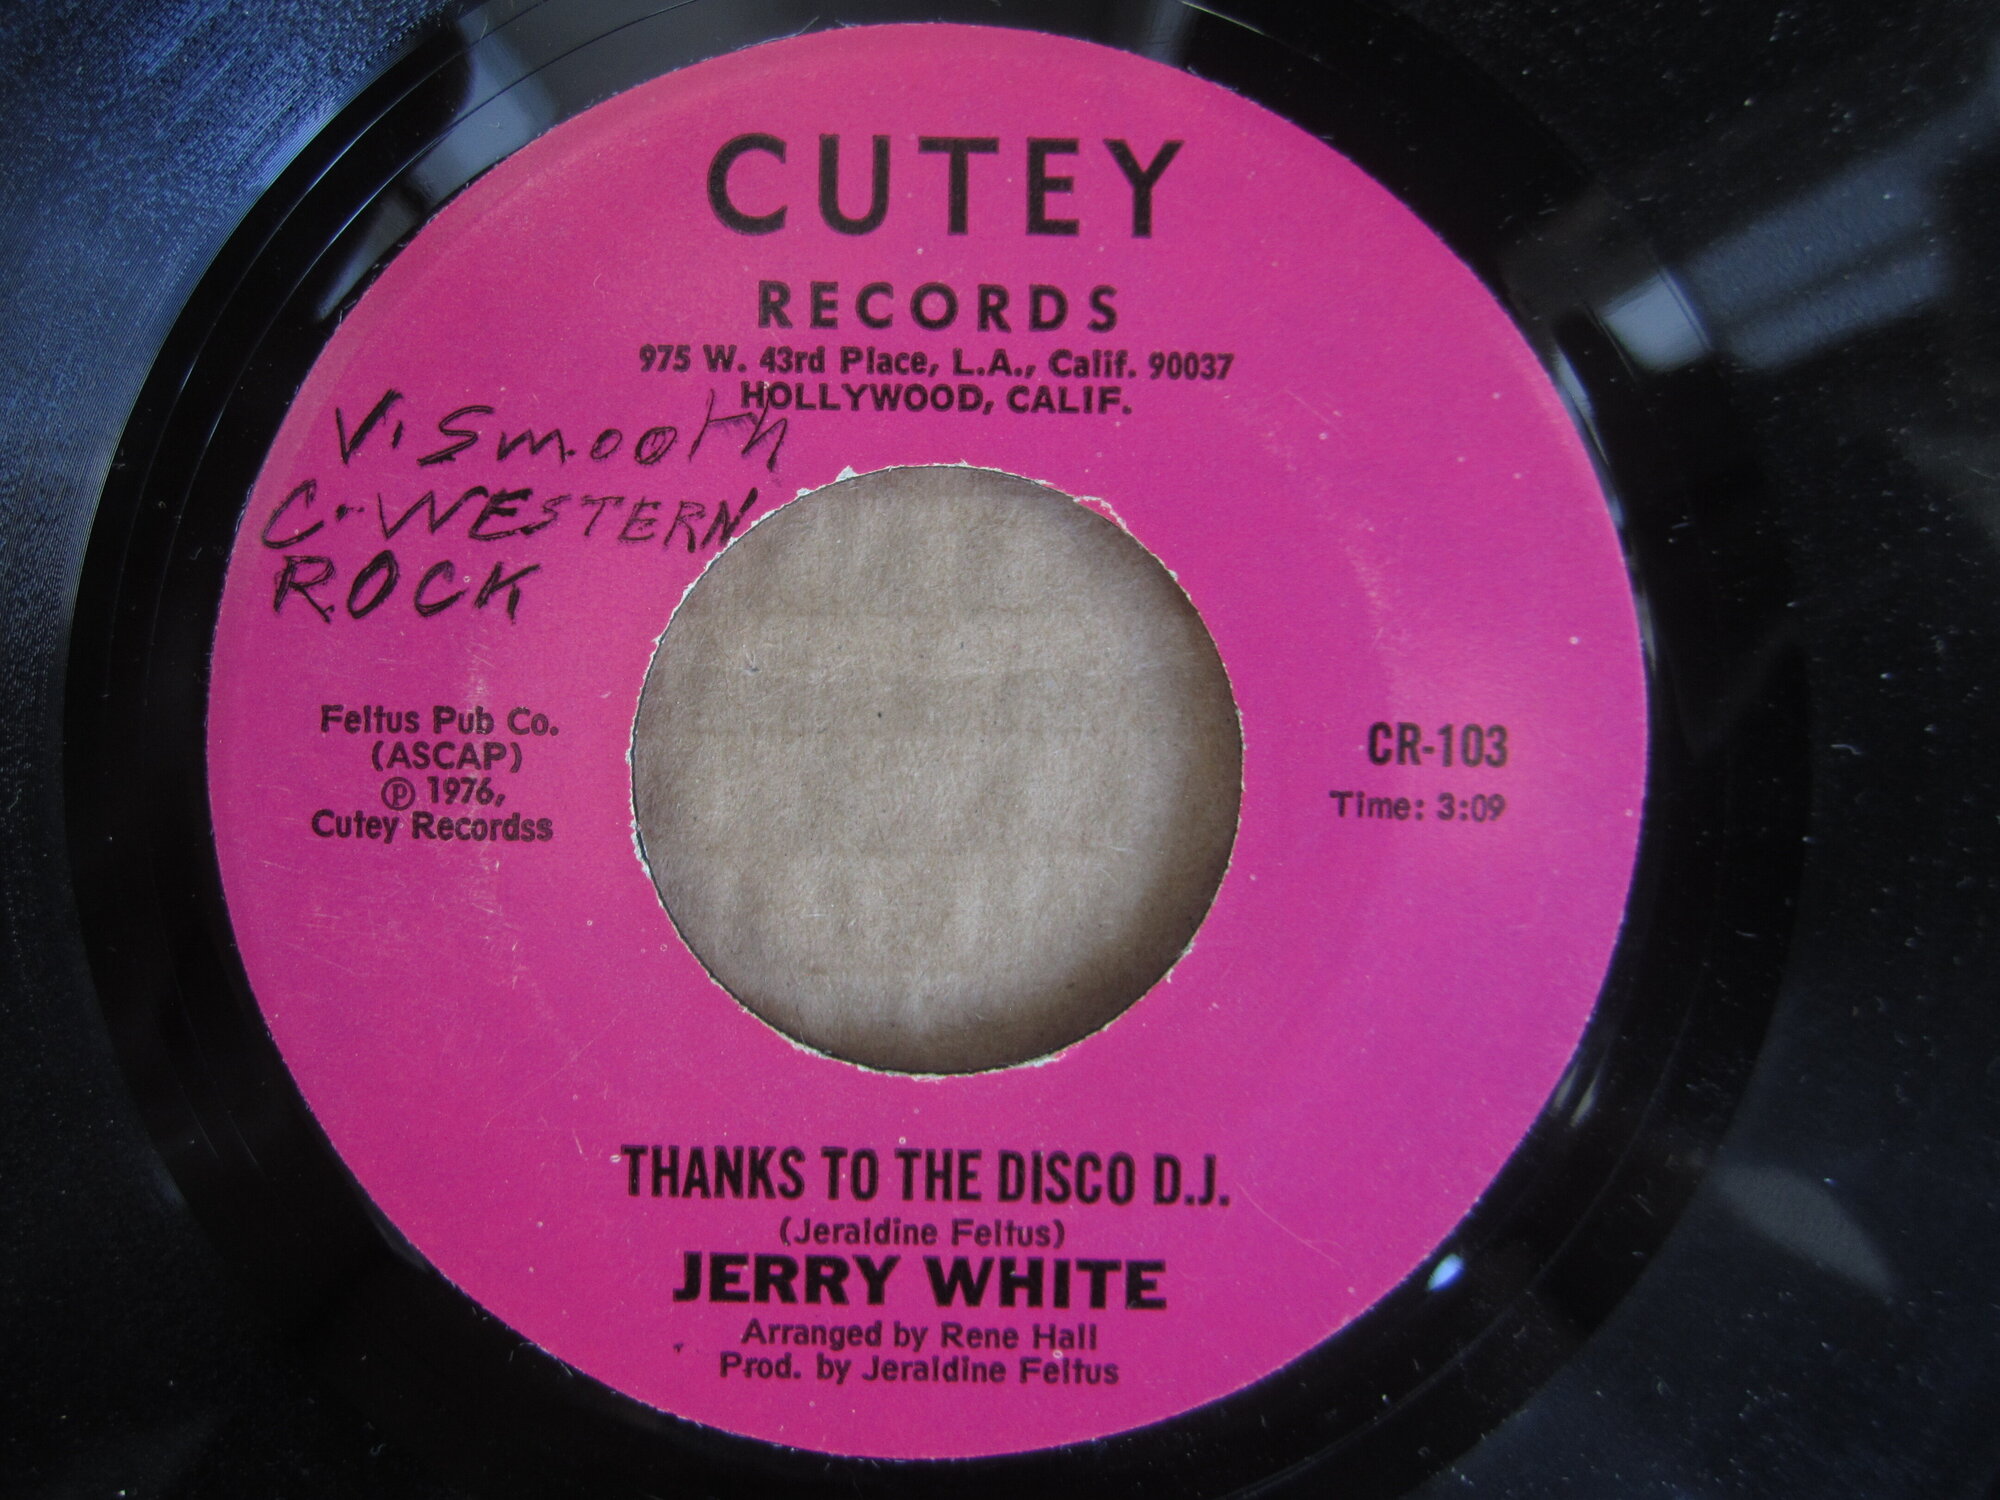 CUTEY
RECORDS
975 W. 43rd Place, L.A., Calif. 90037
HOLLYWOOD, CALIF.
V. Smooth
C-WESTERN
ROCK
Feltus Pub Co.
(ASCAP)
℗ 1976,
Cutey Recordss
CR-103
Time: 3:09
THANKS TO THE DISCO D.J.
(Jeraldine Feltus)
JERRY WHITE
Arranged by Rene Hall
Prod. by Jeraldine Feltus